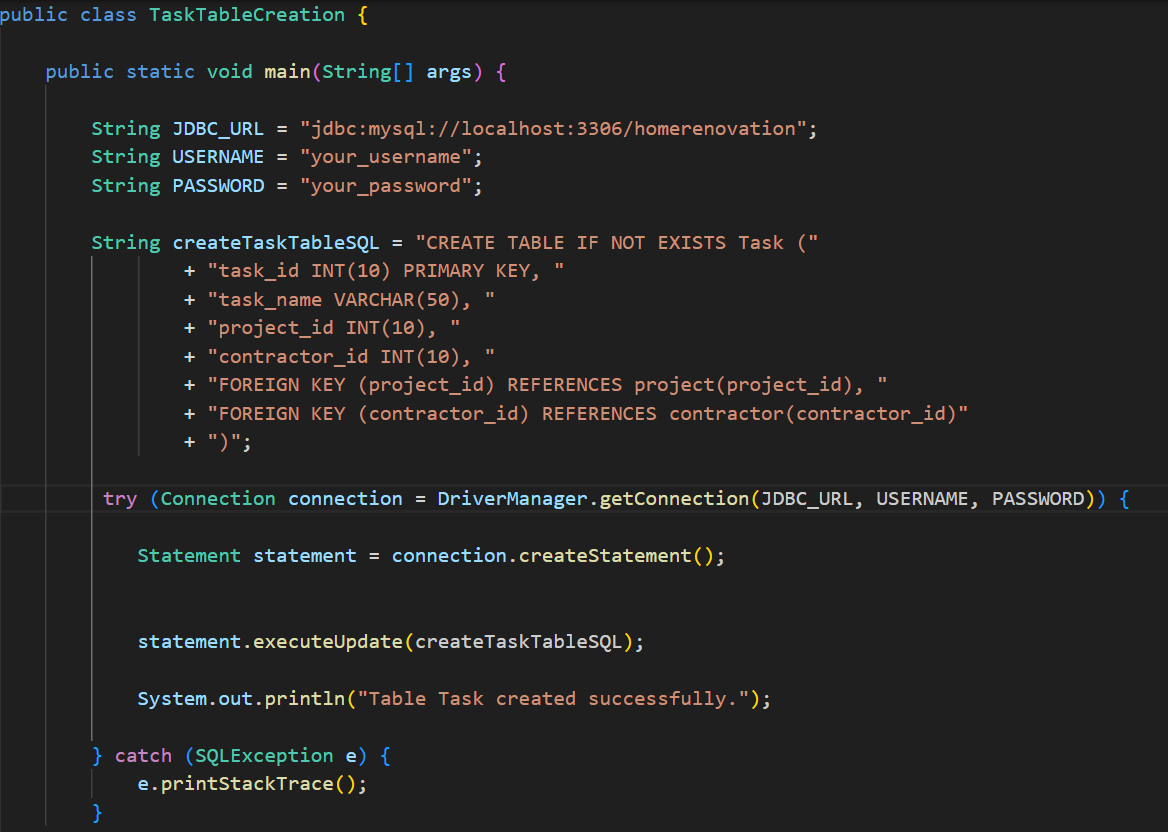 public class TaskTableCreation {
public static void main(String[] args) {
String JDBC_URL = "jdbc:mysql://localhost:3306/homerenovation";
String USERNAME = "your_username";
String PASSWORD = "your_password";
String createTaskTableSQL = "CREATE TABLE IF NOT EXISTS Task ("
+ "task_id INT(10) PRIMARY KEY, "
+ "task_name VARCHAR(50), "
+ "project_id INT(10), "
+ "contractor_id INT(10), "
+ "FOREIGN KEY (project_id) REFERENCES project(project_id), "
+ "FOREIGN KEY (contractor_id) REFERENCES contractor(contractor_id)"
+ ")";
try (Connection connection = DriverManager.getConnection(JDBC_URL, USERNAME, PASSWORD)) {
Statement statement = connection.createStatement();
statement.executeUpdate(createTaskTableSQL);
System.out.println("Table Task created successfully.");
} catch (SQLException e) {
e.printStackTrace();
}